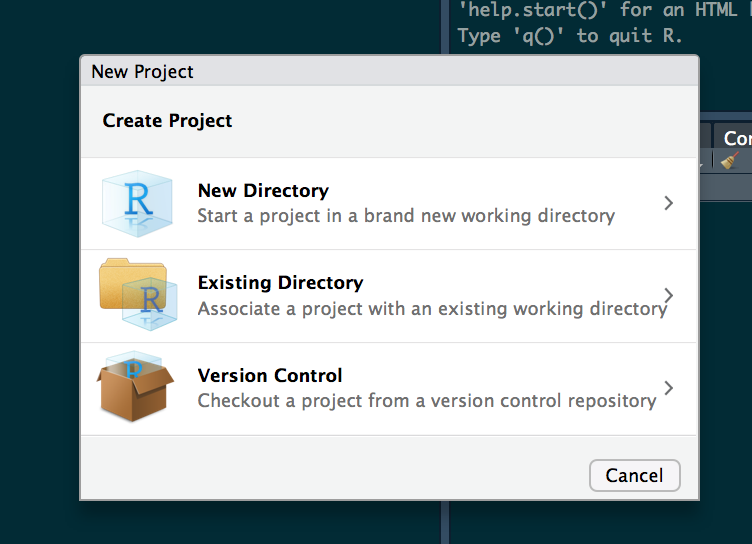 'help.start()' for an HTML
Type 'q()' to quit R.
New Project
Create Project
R
New Directory
Start a project in a brand new working directory
R
Existing Directory
Associate a project with an existing working directory
R
Version Control
Checkout a project from a version control repository
Cancel